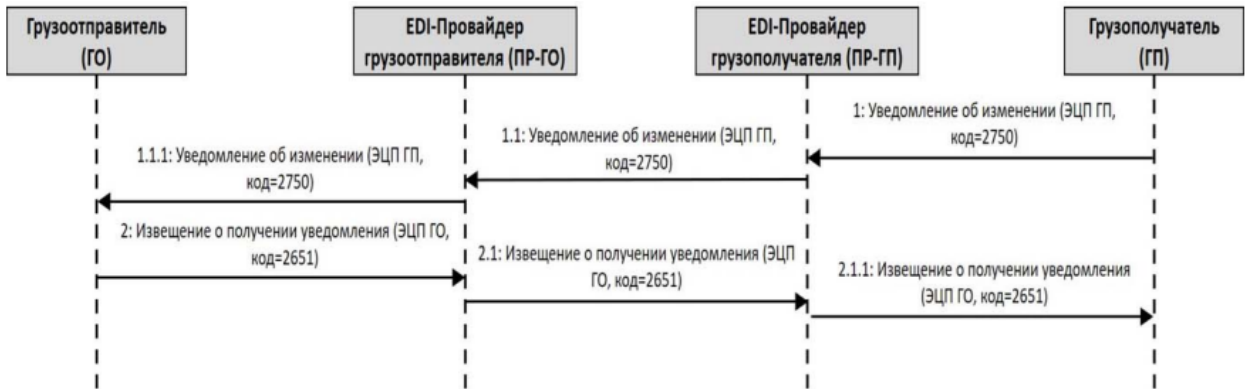 Грузоотправитель
(ГО)
EDI-Провайдер
грузоотправителя (ПР-ГО)
EDI-Провайдер
грузополучателя (ПР-ГП)
Грузополучатель
(ГП)
1: Уведомление об изменении (ЭЦП ГП,
код=2750)
1.1: Уведомление об изменении (ЭЦП ГП,
код=2750)
1.1.1: Уведомление об изменении (ЭЦП ГП,
код=2750)
2: Извещение о получении уведомления (ЭЦП ГО,
код=2651)
2.1: Извещение о получении уведомления (ЭЦП
ГО, код=2651)
2.1.1: Извещение о получении уведомления
(ЭЦП ГО, код=2651)